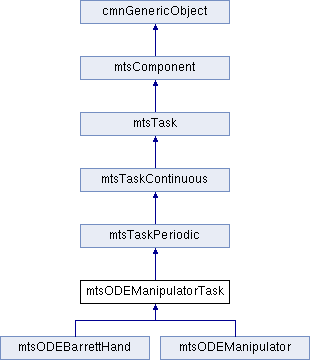 cmnGenericObject
mtsComponent
mtsTask
mtsTaskContinuous
mtsTaskPeriodic
mtsODEManipulatorTask
mtsODEBarrettHand
mtsODEManipulator